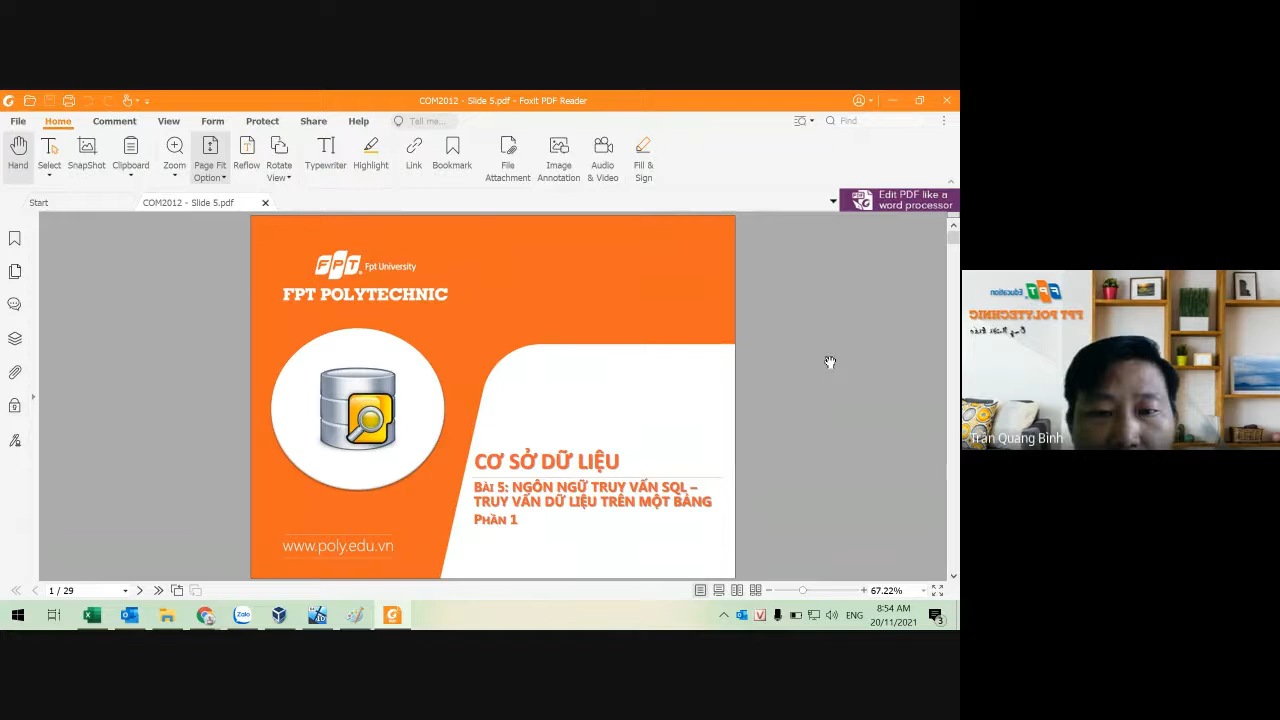 COM2012 - Slide 5.pdf - Foxit PDF Reader
File Home Comment View Form Protect Share Help Tell me... Find
Hand Select SnapShot Clipboard Zoom Page Fit Option Reflow Rotate View Typewriter Highlight Link Bookmark File Attachment Image Annotation Audio & Video Fill & Sign
Start COM2012 - Slide 5.pdf
Edit PDF like a
word processor
FPT Fpt University
FPT POLYTECHNIC
CƠ SỞ DỮ LIỆU
BÀI 5: NGÔN NGỮ TRUY VẤN SQL –
TRUY VẤN DỮ LIỆU TRÊN MỘT BẢNG
PHẦN 1
www.poly.edu.vn
1 / 29
67.22%
Zalo
ENG
8:54 AM
20/11/2021
3
FPT Education
FPT POLYTECHNIC
Trần Quang Bình